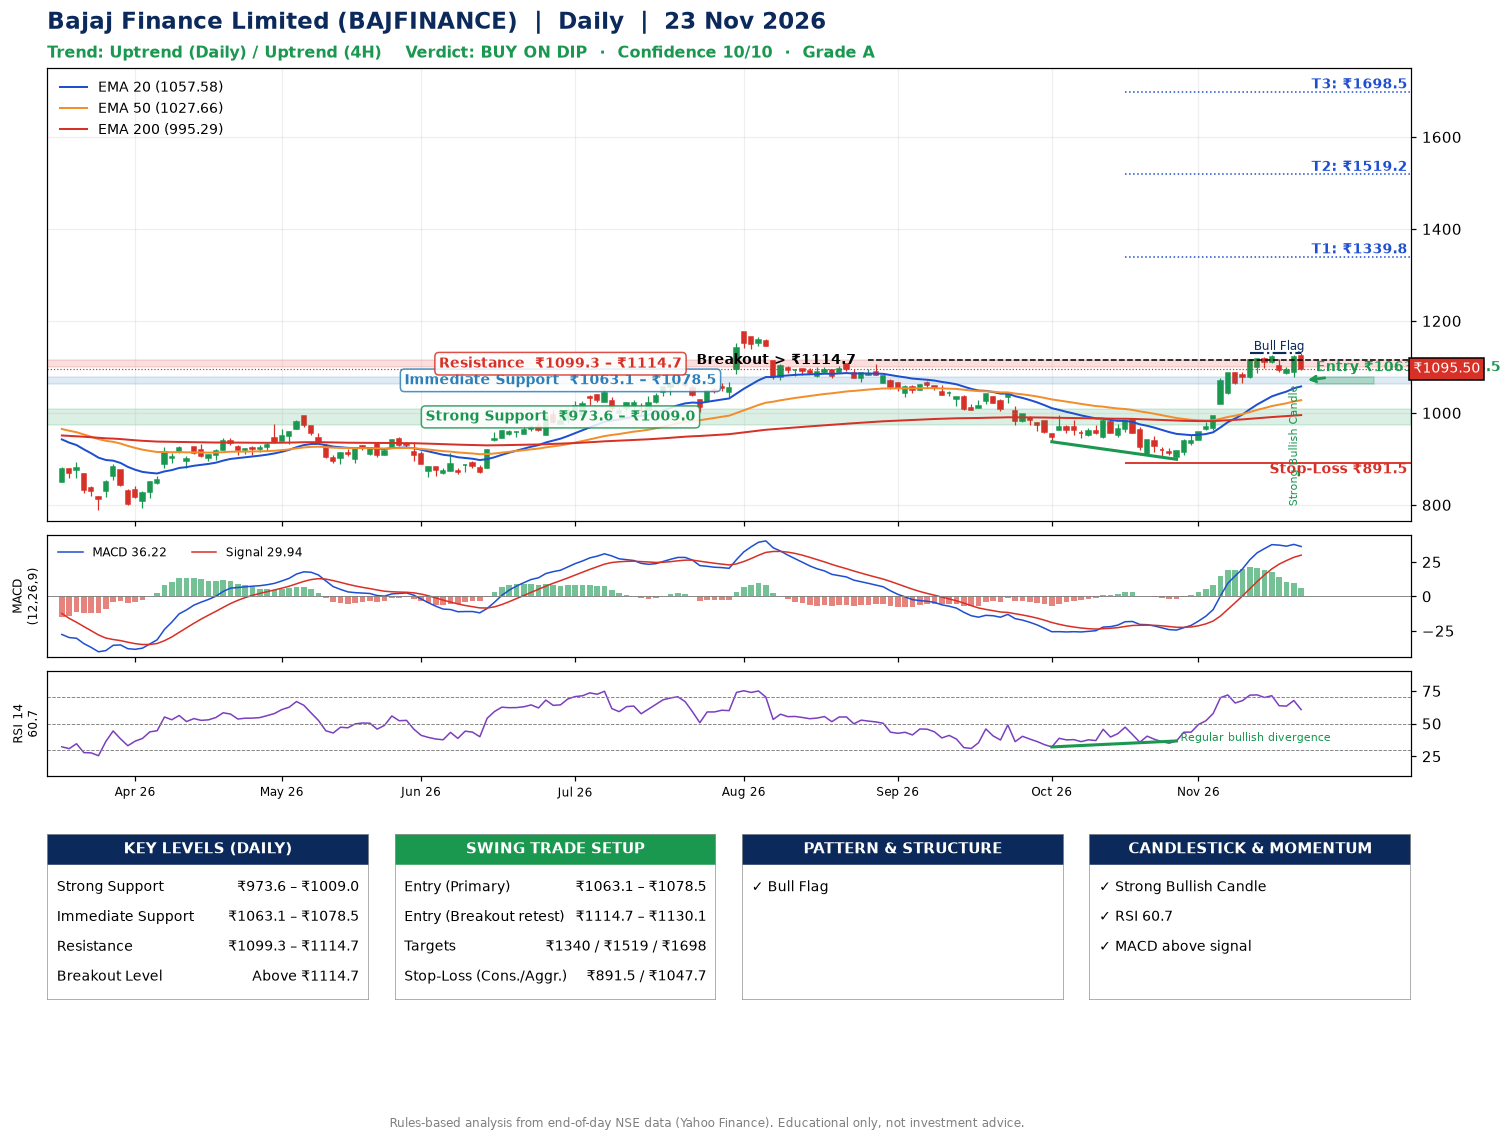 Bajaj Finance Limited (BAJFINANCE)  |  Daily  |  23 Nov 2026
Trend: Uptrend (Daily) / Uptrend (4H)    Verdict: BUY ON DIP  ·  Confidence 10/10  ·  Grade A
EMA 20 (1057.58)
EMA 50 (1027.66)
EMA 200 (995.29)
T3: ₹1698.5
1600
T2: ₹1519.2
1400
T1: ₹1339.8
1200
Bull Flag
Resistance  ₹1099.3 – ₹1114.7
Breakout > ₹1114.7
Entry ₹1063
.5
₹1095.50
Immediate Support  ₹1063.1 – ₹1078.5
Strong Support  ₹973.6 – ₹1009.0
1000
Strong Bullish Candle
Stop-Loss ₹891.5
800
MACD 36.22
Signal 29.94
MACD
(12,26,9)
25
0
−25
RSI 14
60.7
75
50
25
Regular bullish divergence
Apr 26
May 26
Jun 26
Jul 26
Aug 26
Sep 26
Oct 26
Nov 26
KEY LEVELS (DAILY)
Strong Support ₹973.6 – ₹1009.0
Immediate Support ₹1063.1 – ₹1078.5
Resistance ₹1099.3 – ₹1114.7
Breakout Level Above ₹1114.7
SWING TRADE SETUP
Entry (Primary) ₹1063.1 – ₹1078.5
Entry (Breakout retest) ₹1114.7 – ₹1130.1
Targets ₹1340 / ₹1519 / ₹1698
Stop-Loss (Cons./Aggr.) ₹891.5 / ₹1047.7
PATTERN & STRUCTURE
✓ Bull Flag
CANDLESTICK & MOMENTUM
✓ Strong Bullish Candle
✓ RSI 60.7
✓ MACD above signal
Rules-based analysis from end-of-day NSE data (Yahoo Finance). Educational only, not investment advice.